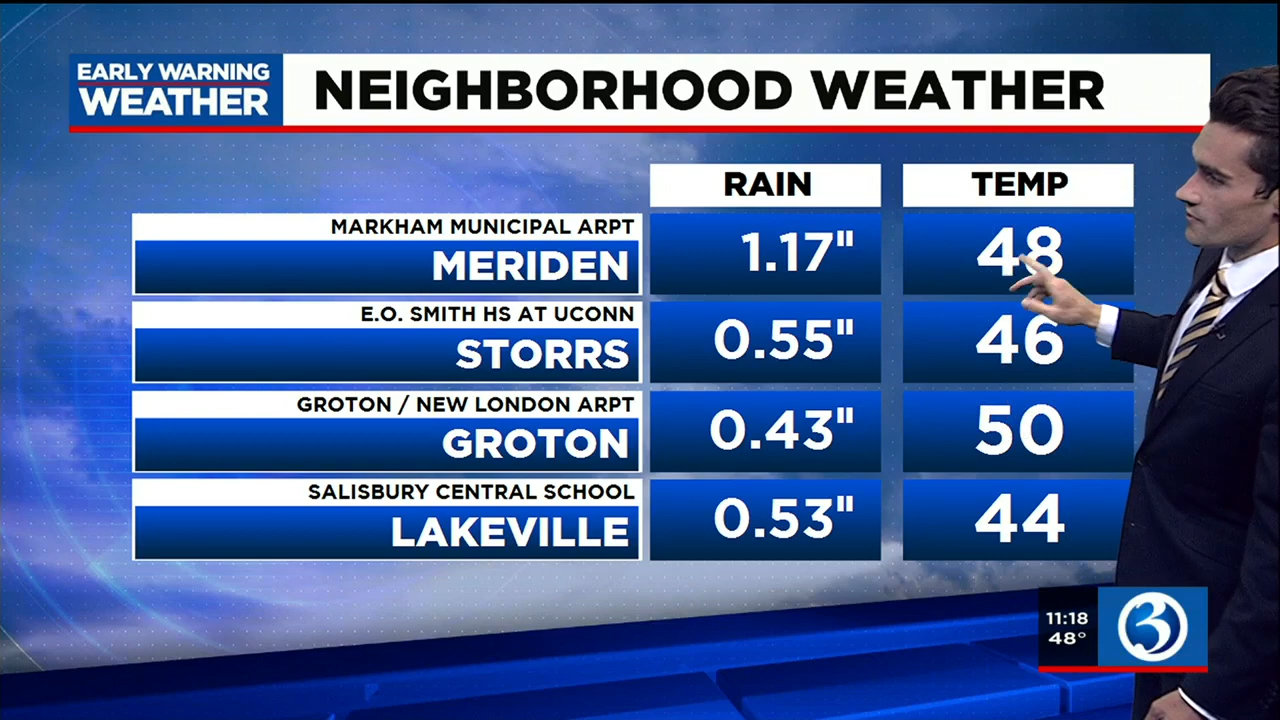 EARLY WARNING
WEATHER
NEIGHBORHOOD WEATHER
RAIN
TEMP
MARKHAM MUNICIPAL ARPT
MERIDEN
1.17"
48
E.O. SMITH HS AT UCONN
STORRS
0.55"
46
GROTON / NEW LONDON ARPT
GROTON
0.43"
50
SALISBURY CENTRAL SCHOOL
LAKEVILLE
0.53"
44
11:18
48°
3